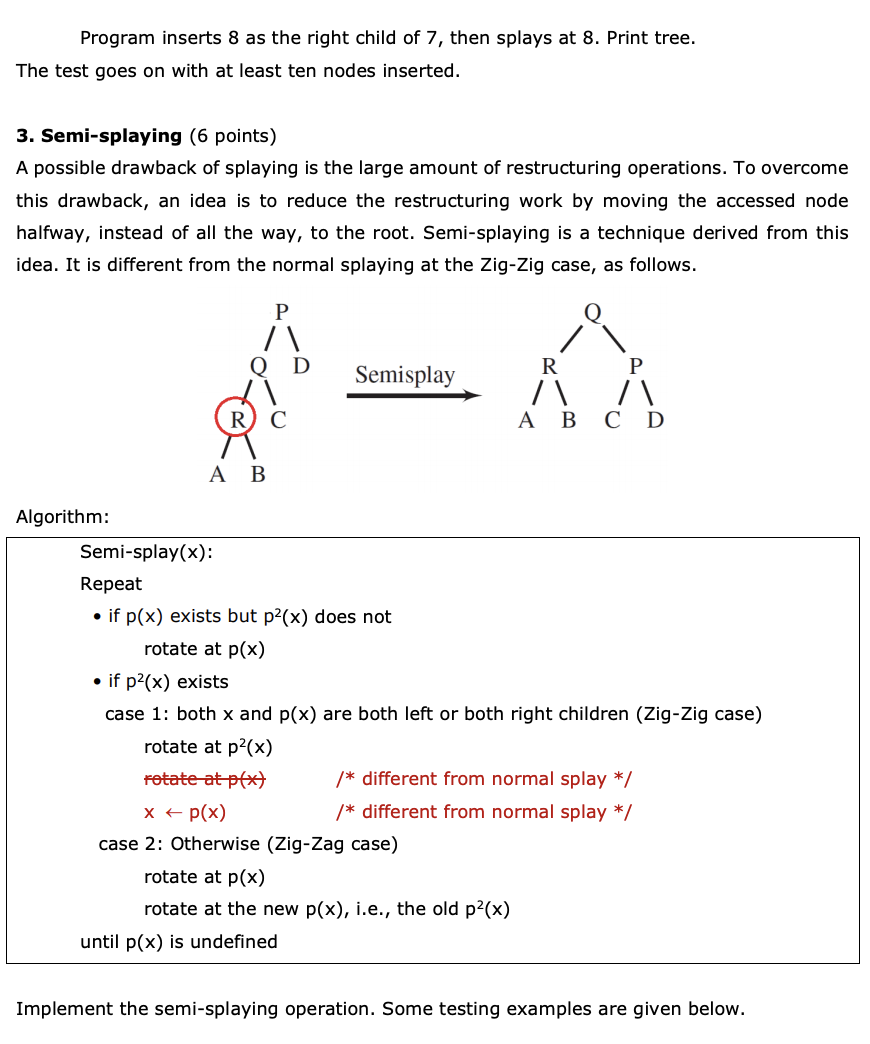 Program inserts 8 as the right child of 7, then splays at 8. Print tree.
The test goes on with at least ten nodes inserted.
3. Semi-splaying (6 points)
A possible drawback of splaying is the large amount of restructuring operations. To overcome
this drawback, an idea is to reduce the restructuring work by moving the accessed node
halfway, instead of all the way, to the root. Semi-splaying is a technique derived from this
idea. It is different from the normal splaying at the Zig-Zig case, as follows.
P
Q D
R C
A B
Semisplay
Q
R P
A B C D
Algorithm:
Semi-splay(x):
Repeat
• if p(x) exists but p²(x) does not
rotate at p(x)
• if p²(x) exists
case 1: both x and p(x) are both left or both right children (Zig-Zig case)
rotate at p²(x)
rotate at p(x) /* different from normal splay */
x ← p(x) /* different from normal splay */
case 2: Otherwise (Zig-Zag case)
rotate at p(x)
rotate at the new p(x), i.e., the old p²(x)
until p(x) is undefined
Implement the semi-splaying operation. Some testing examples are given below.